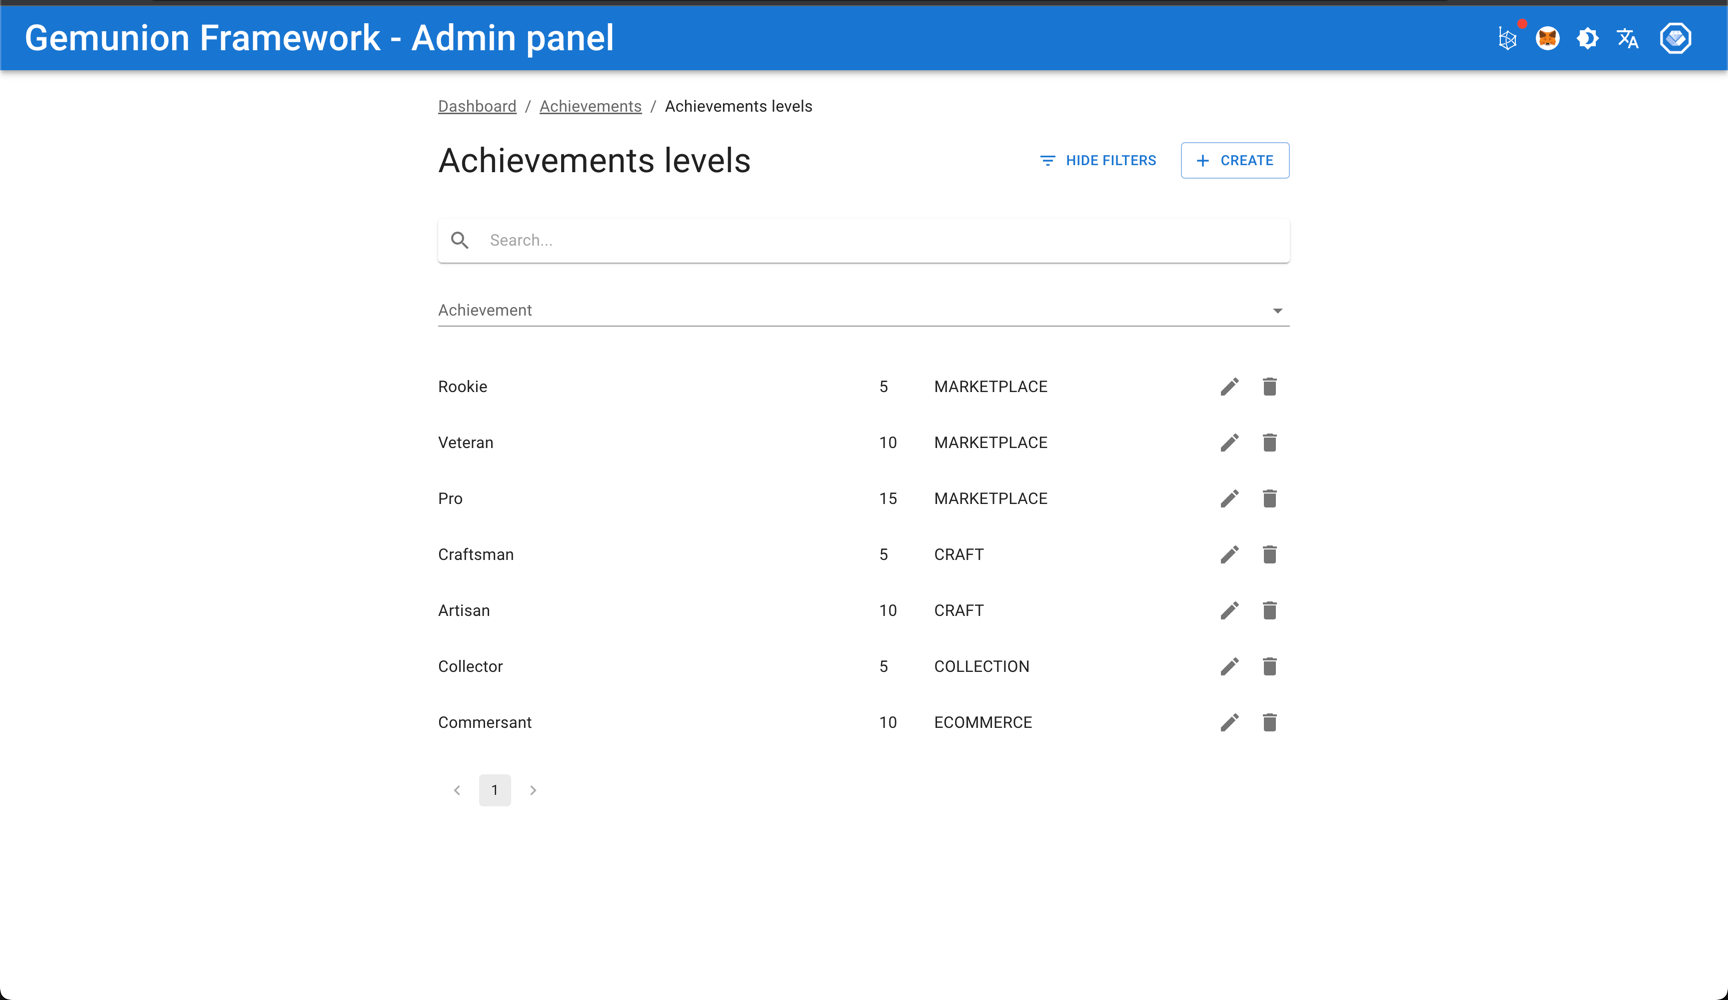 Gemunion Framework - Admin panel
Dashboard / Achievements / Achievements levels
Achievements levels
HIDE FILTERS
+ CREATE
Search...
Achievement
Rookie 5 MARKETPLACE
Veteran 10 MARKETPLACE
Pro 15 MARKETPLACE
Craftsman 5 CRAFT
Artisan 10 CRAFT
Collector 5 COLLECTION
Commersant 10 ECOMMERCE
1